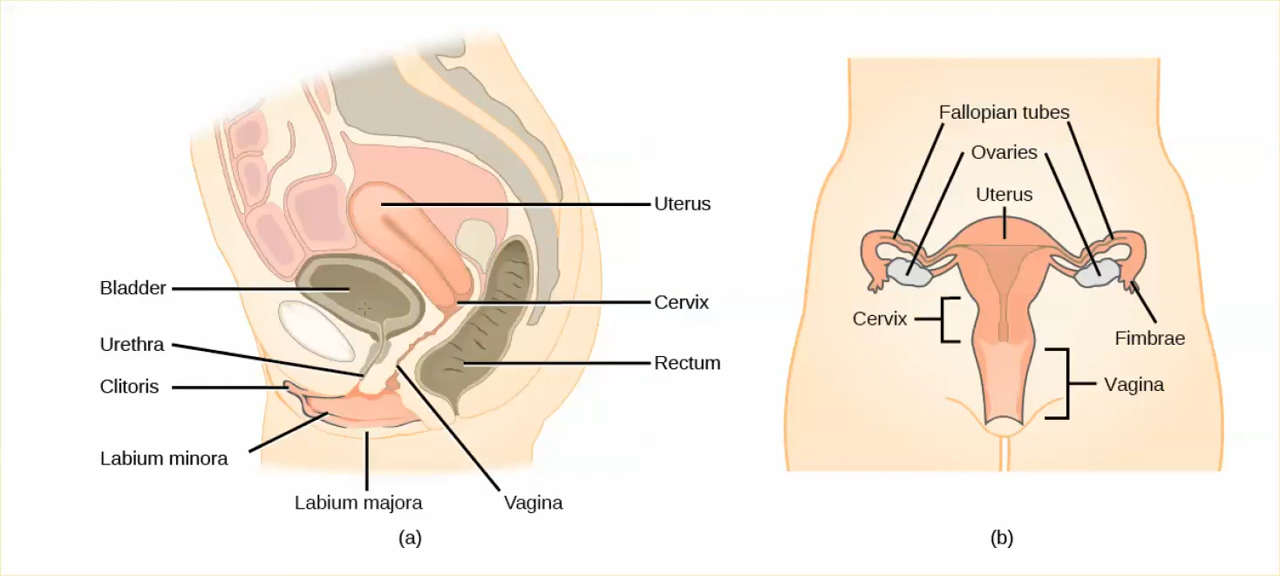 Uterus
Bladder
Cervix
Urethra
Rectum
Clitoris
Labium minora
Labium majora
Vagina
(a)
Fallopian tubes
Ovaries
Uterus
Cervix
Fimbrae
Vagina
(b)